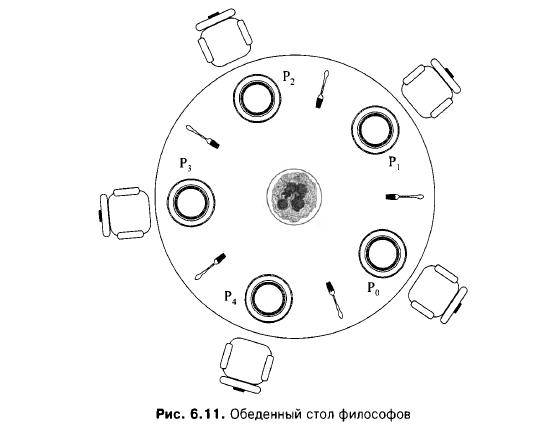 P2
P1
P3
P0
P4
Рис. 6.11. Обеденный стол философов